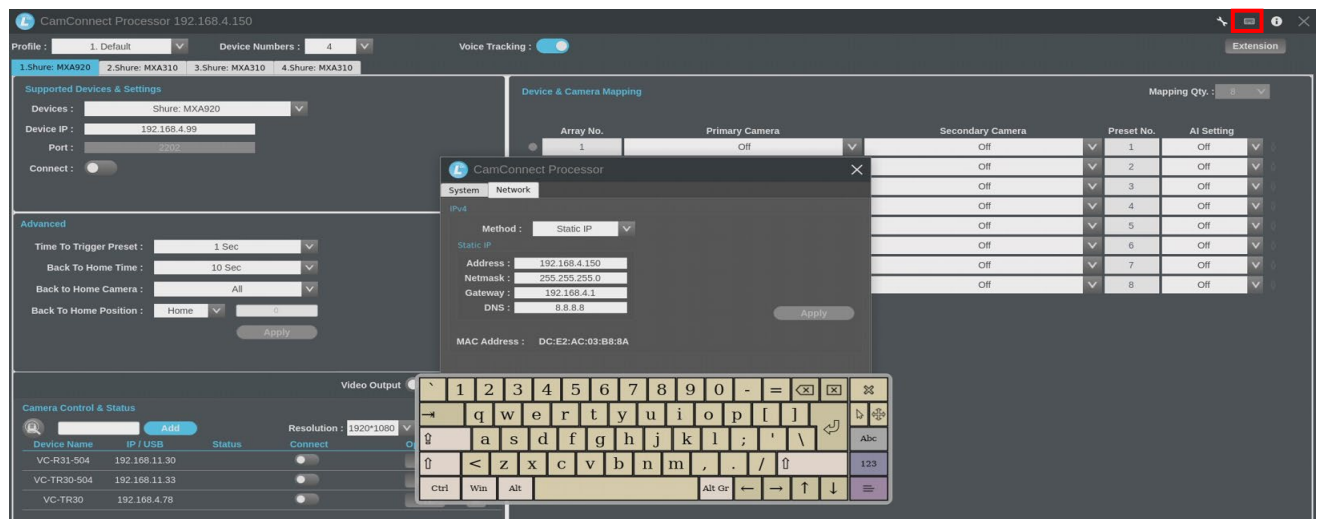 CamConnect Processor 192.168.4.150
Profile : 1. Default Device Numbers : 4 Voice Tracking : Extension
1.Shure: MXA920 2.Shure: MXA310 3.Shure: MXA310 4.Shure: MXA310
Supported Devices & Settings
Devices : Shure: MXA920
Device IP : 192.168.4.99
Port : 2202
Connect :
Device & Camera Mapping Mapping Qty. : 8
Array No. Primary Camera Secondary Camera Preset No. AI Setting
1 Off Off 1 Off
Off 2 Off
Off 3 Off
Off 4 Off
Off 5 Off
Off 6 Off
Off 7 Off
Off 8 Off
Advanced
Time To Trigger Preset : 1 Sec
Back To Home Time : 10 Sec
Back to Home Camera : All
Back To Home Position : Home 0
Apply
CamConnect Processor
System Network
IPv4
Method : Static IP
Static IP
Address : 192.168.4.150
Netmask : 255.255.255.0
Gateway : 192.168.4.1
DNS : 8.8.8.8
Apply
MAC Address : DC:E2:AC:03:B8:8A
Video Output
Camera Control & Status
Add Resolution : 1920*1080
Device Name IP / USB Status Connect
VC-R31-504 192.168.11.30
VC-TR30-504 192.168.11.33
VC-TR30 192.168.4.78
` 1 2 3 4 5 6 7 8 9 0 - =
q w e r t y u i o p [ ]
a s d f g h j k l ; ' \ Abc
< z x c v b n m , . / 123
Ctrl Win Alt Alt Gr ← → ↑ ↓